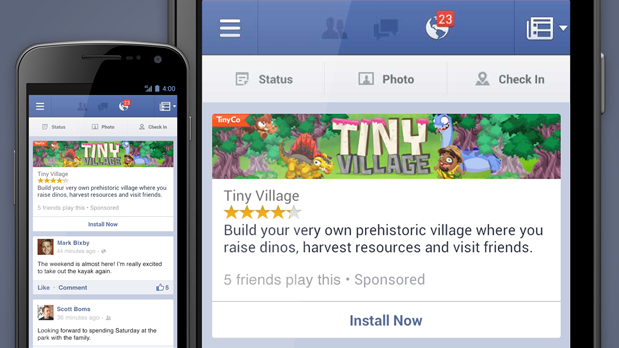 4:00
23
Status
Photo
Check In
TinyCo
TINY
VILLAGE
Tiny Village
Build your very own prehistoric village where you
raise dinos, harvest resources and visit friends.
5 friends play this • Sponsored
Install Now
Mark Bixby
44 minutes ago
The weekend is almost here! I'm really excited
to take out the kayak again.
Like · Comment
5
Scott Boms
36 minutes ago
Looking forward to spending Saturday at the
park with the family.
23
Status
Photo
Check In
TinyCo
TINY
VILLAGE
Tiny Village
Build your very own prehistoric village where you
raise dinos, harvest resources and visit friends.
5 friends play this • Sponsored
Install Now